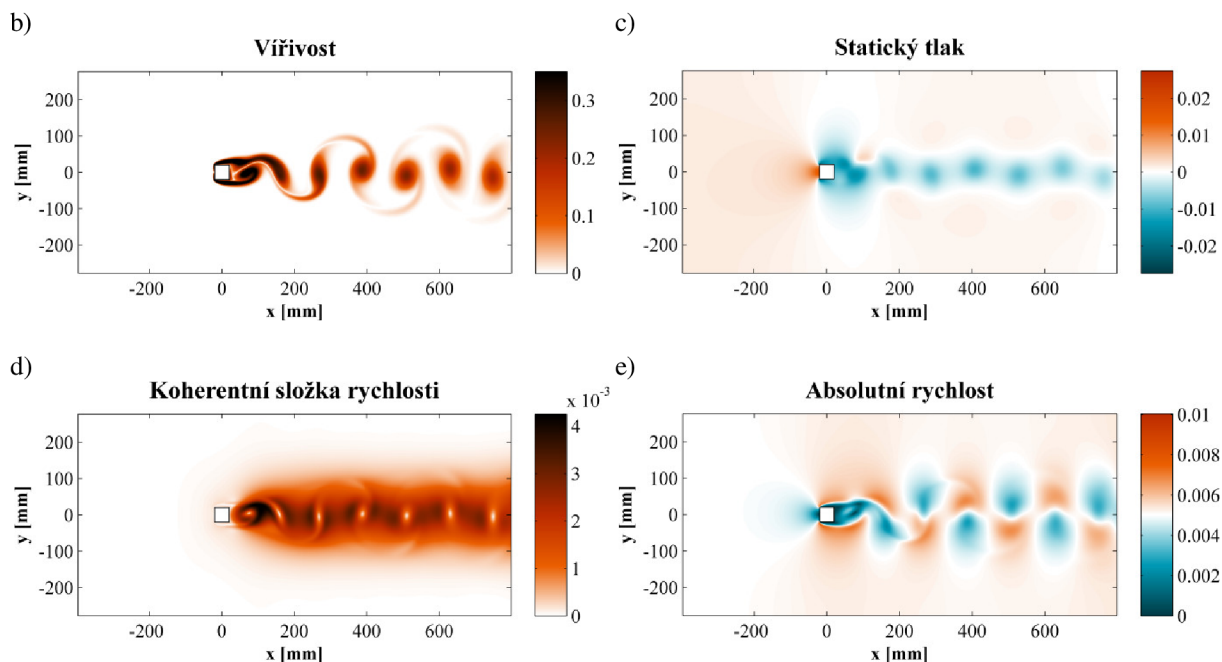 b)
Vířivost
200
100
0
-100
-200
y [mm]
-200 0 200 400 600
x [mm]
0.3
0.2
0.1
0
c)
Statický tlak
200
100
0
-100
-200
y [mm]
-200 0 200 400 600
x [mm]
0.02
0.01
0
-0.01
-0.02
d)
Koherentní složka rychlosti
200
100
0
-100
-200
y [mm]
-200 0 200 400 600
x [mm]
x 10-3
4
3
2
1
0
e)
Absolutní rychlost
200
100
0
-100
-200
y [mm]
-200 0 200 400 600
x [mm]
0.01
0.008
0.006
0.004
0.002
0